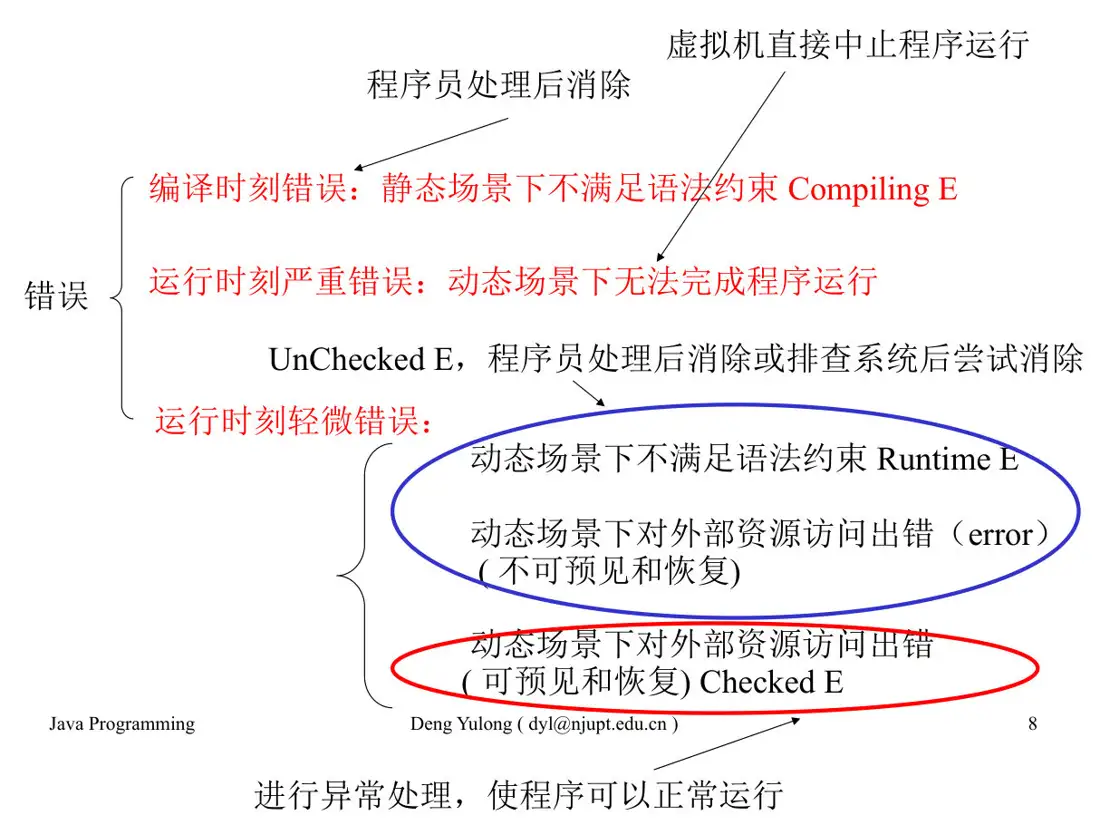 虚拟机直接中止程序运行
程序员处理后消除
编译时刻错误：静态场景下不满足语法约束 Compiling E
运行时刻严重错误：动态场景下无法完成程序运行
错误
UnChecked E，程序员处理后消除或排查系统后尝试消除
运行时刻轻微错误：
动态场景下不满足语法约束 Runtime E
动态场景下对外部资源访问出错（error）
( 不可预见和恢复)
动态场景下对外部资源访问出错
( 可预见和恢复) Checked E
Java Programming
Deng Yulong ( dyl@njupt.edu.cn )
8
进行异常处理，使程序可以正常运行